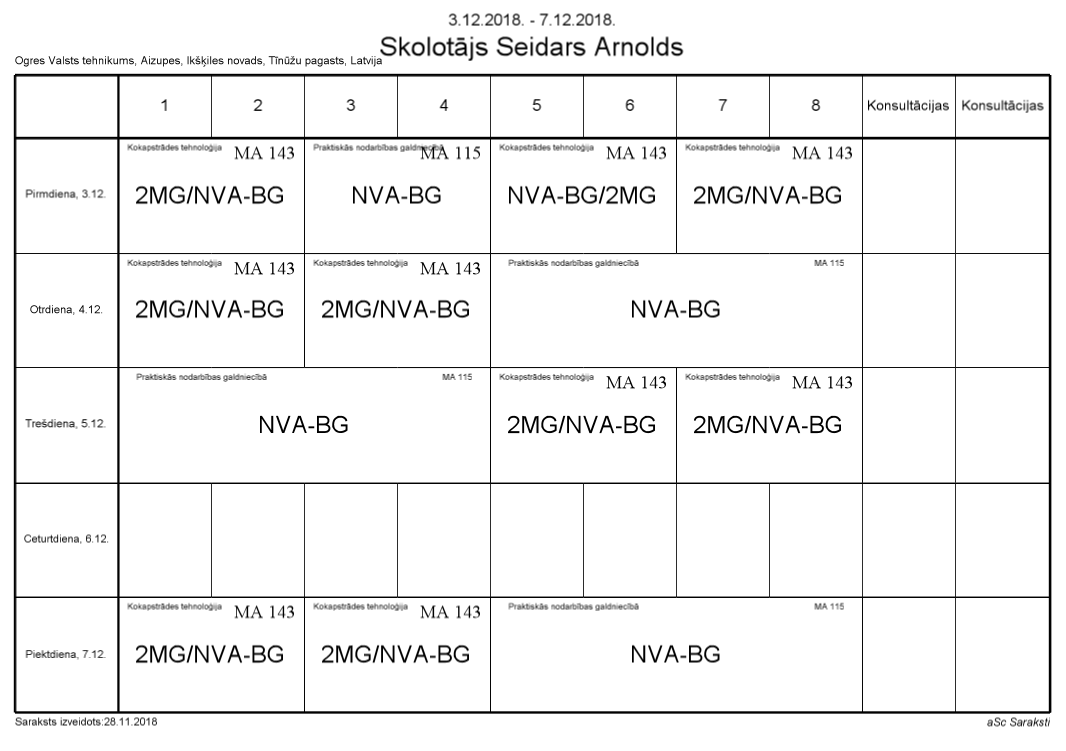 3.12.2018. - 7.12.2018.
Skolotājs Seidars Arnolds
Ogres Valsts tehnikums, Aizupes, Ikšķiles novads, Tīnūžu pagasts, Latvija
1 2 3 4 5 6 7 8 Konsultācijas Konsultācijas
Kokapstrādes tehnoloģija MA 143 Praktiskās nodarbības galdniecībā MA 115 Kokapstrādes tehnoloģija MA 143 Kokapstrādes tehnoloģija MA 143
Pirmdiena, 3.12. 2MG/NVA-BG NVA-BG NVA-BG/2MG 2MG/NVA-BG
Kokapstrādes tehnoloģija MA 143 Kokapstrādes tehnoloģija MA 143 Praktiskās nodarbības galdniecībā MA 115
Otrdiena, 4.12. 2MG/NVA-BG 2MG/NVA-BG NVA-BG
Praktiskās nodarbības galdniecībā MA 115 Kokapstrādes tehnoloģija MA 143 Kokapstrādes tehnoloģija MA 143
Trešdiena, 5.12. NVA-BG 2MG/NVA-BG 2MG/NVA-BG
Ceturtdiena, 6.12.
Kokapstrādes tehnoloģija MA 143 Kokapstrādes tehnoloģija MA 143 Praktiskās nodarbības galdniecībā MA 115
Piektdiena, 7.12. 2MG/NVA-BG 2MG/NVA-BG NVA-BG
Saraksts izveidots:28.11.2018 aSc Saraksti